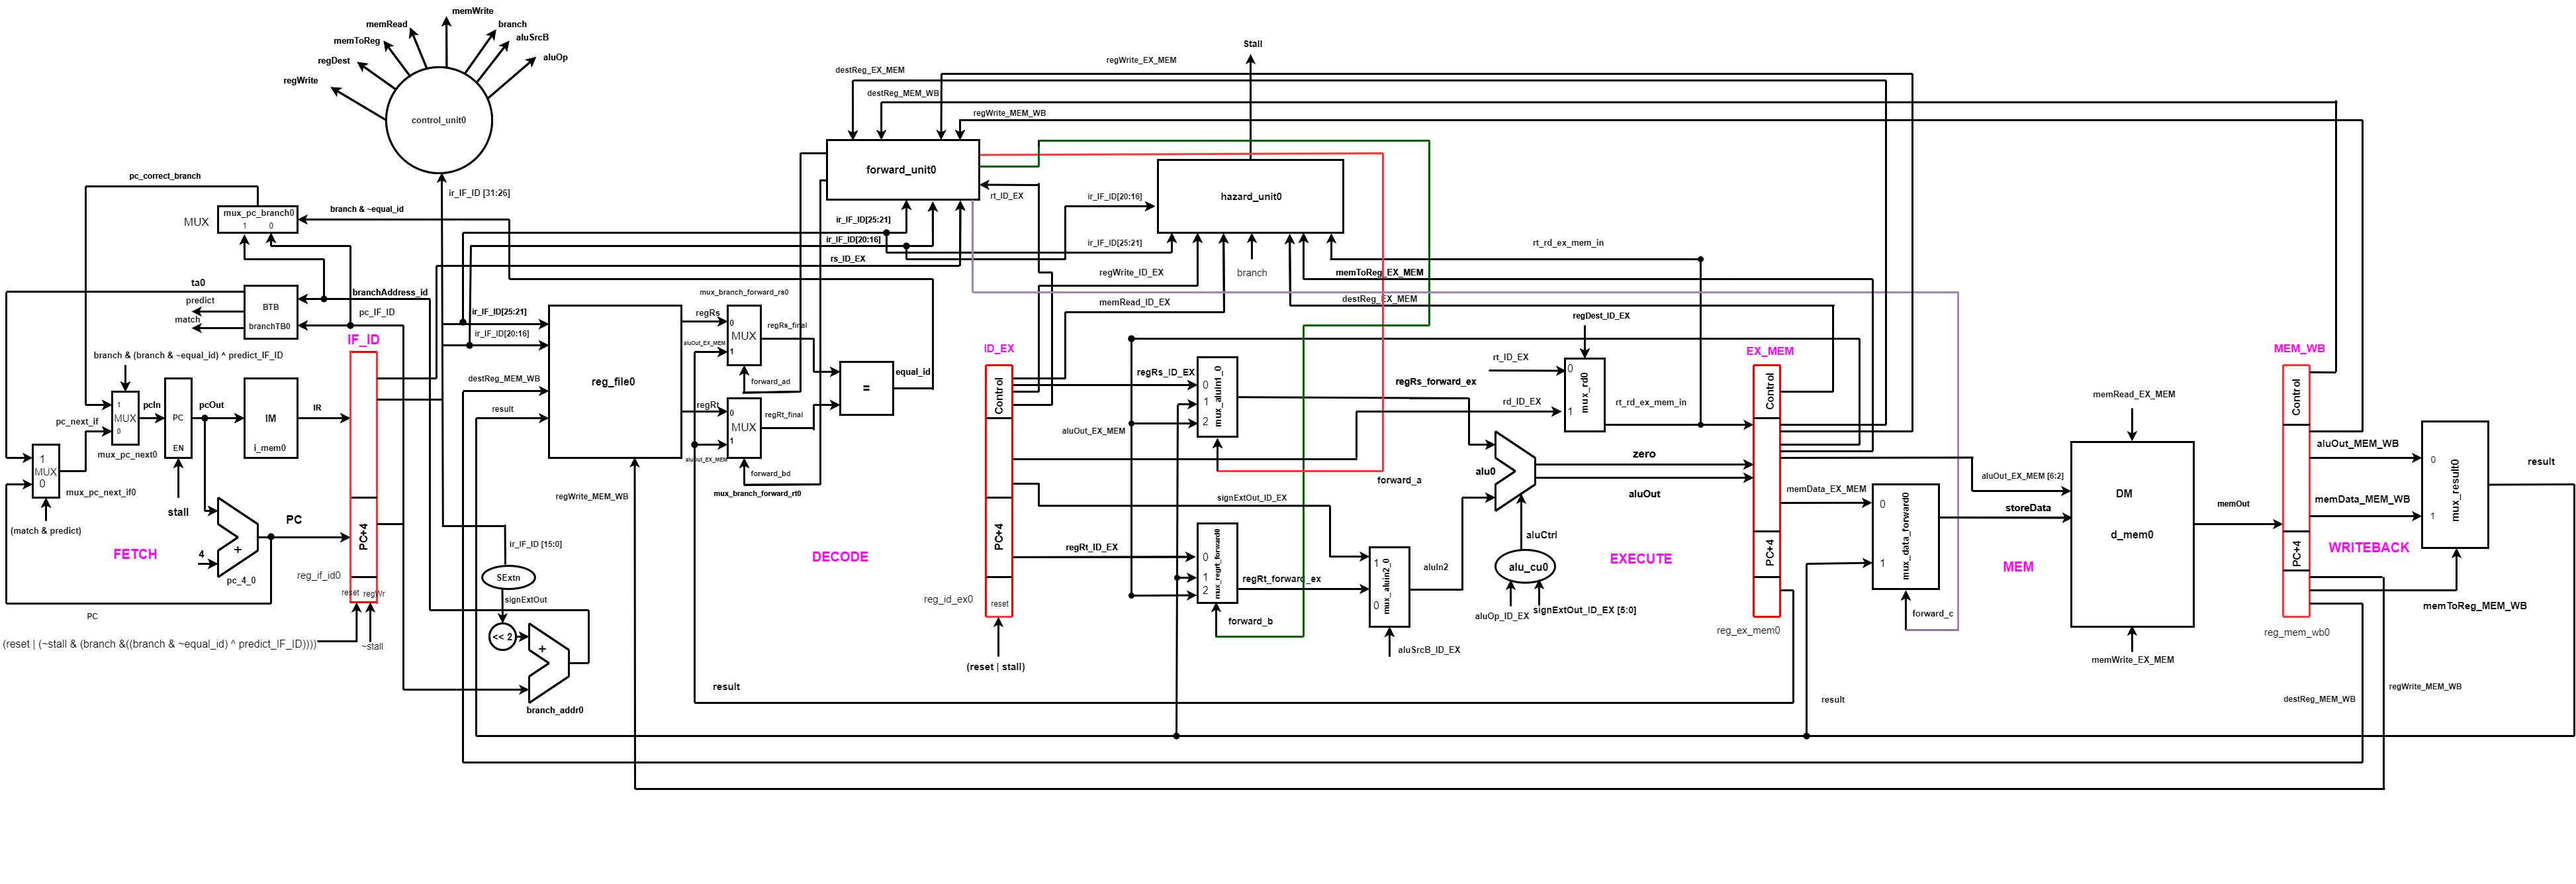 memWrite
memRead
branch
memToReg
aluSrcB
regDest
aluOp
regWrite
control_unit0
ir_IF_ID [31:26]
pc_correct_branch
MUX
mux_pc_branch0
1 0
branch & ~equal_id
ta0
predict
match
BTB
branchTB0
branchAddress_id
pc_IF_ID
IF_ID
branch & (branch & ~equal_id) ^ predict_IF_ID
1
MUX
0
pcIn
PC
EN
pcOut
IM
i_mem0
IR
pc_next_if
mux_pc_next0
1
MUX
0
mux_pc_next_if0
(match & predict)
stall
FETCH
4
+
pc_4_0
PC
PC+4
reg_if_id0
reset
regWr
PC
(reset | (~stall & (branch &((branch & ~equal_id) ^ predict_IF_ID))))
~stall
ir_IF_ID [15:0]
SExtn
signExtOut
<< 2
+
branch_addr0
ir_IF_ID[25:21]
ir_IF_ID[20:16]
destReg_MEM_WB
result
reg_file0
regWrite_MEM_WB
regRs
regRt
mux_branch_forward_rs0
0
MUX
1
aluOut_EX_MEM
regRs_final
forward_ad
0
MUX
1
aluOut_EX_MEM
regRt_final
forward_bd
mux_branch_forward_rt0
=
equal_id
DECODE
result
destReg_EX_MEM
destReg_MEM_WB
regWrite_EX_MEM
regWrite_MEM_WB
forward_unit0
rt_ID_EX
ir_IF_ID[25:21]
ir_IF_ID[20:16]
rs_ID_EX
Stall
hazard_unit0
ir_IF_ID[20:16]
ir_IF_ID[25:21]
regWrite_ID_EX
memRead_ID_EX
branch
memToReg_EX_MEM
destReg_EX_MEM
rt_rd_ex_mem_in
ID_EX
Control
PC+4
reset
reg_id_ex0
(reset | stall)
regRs_ID_EX
aluOut_EX_MEM
0
1
2
mux_aluin1_0
signExtOut_ID_EX
regRt_ID_EX
0
1
2
mux_regrt_forward0
regRt_forward_ex
forward_b
forward_a
regRs_forward_ex
1
0
mux_aluin2_0
aluSrcB_ID_EX
aluIn2
alu0
aluCtrl
alu_cu0
aluOp_ID_EX
signExtOut_ID_EX [5:0]
zero
aluOut
EXECUTE
regDest_ID_EX
rt_ID_EX
rd_ID_EX
0
1
mux_rd0
rt_rd_ex_mem_in
EX_MEM
Control
PC+4
reg_ex_mem0
memData_EX_MEM
0
1
mux_data_forward0
forward_c
result
aluOut_EX_MEM [6:2]
storeData
MEM
memRead_EX_MEM
DM
d_mem0
memWrite_EX_MEM
memOut
MEM_WB
Control
PC+4
reg_mem_wb0
aluOut_MEM_WB
memData_MEM_WB
WRITEBACK
0
1
mux_result0
result
memToReg_MEM_WB
destReg_MEM_WB
regWrite_MEM_WB